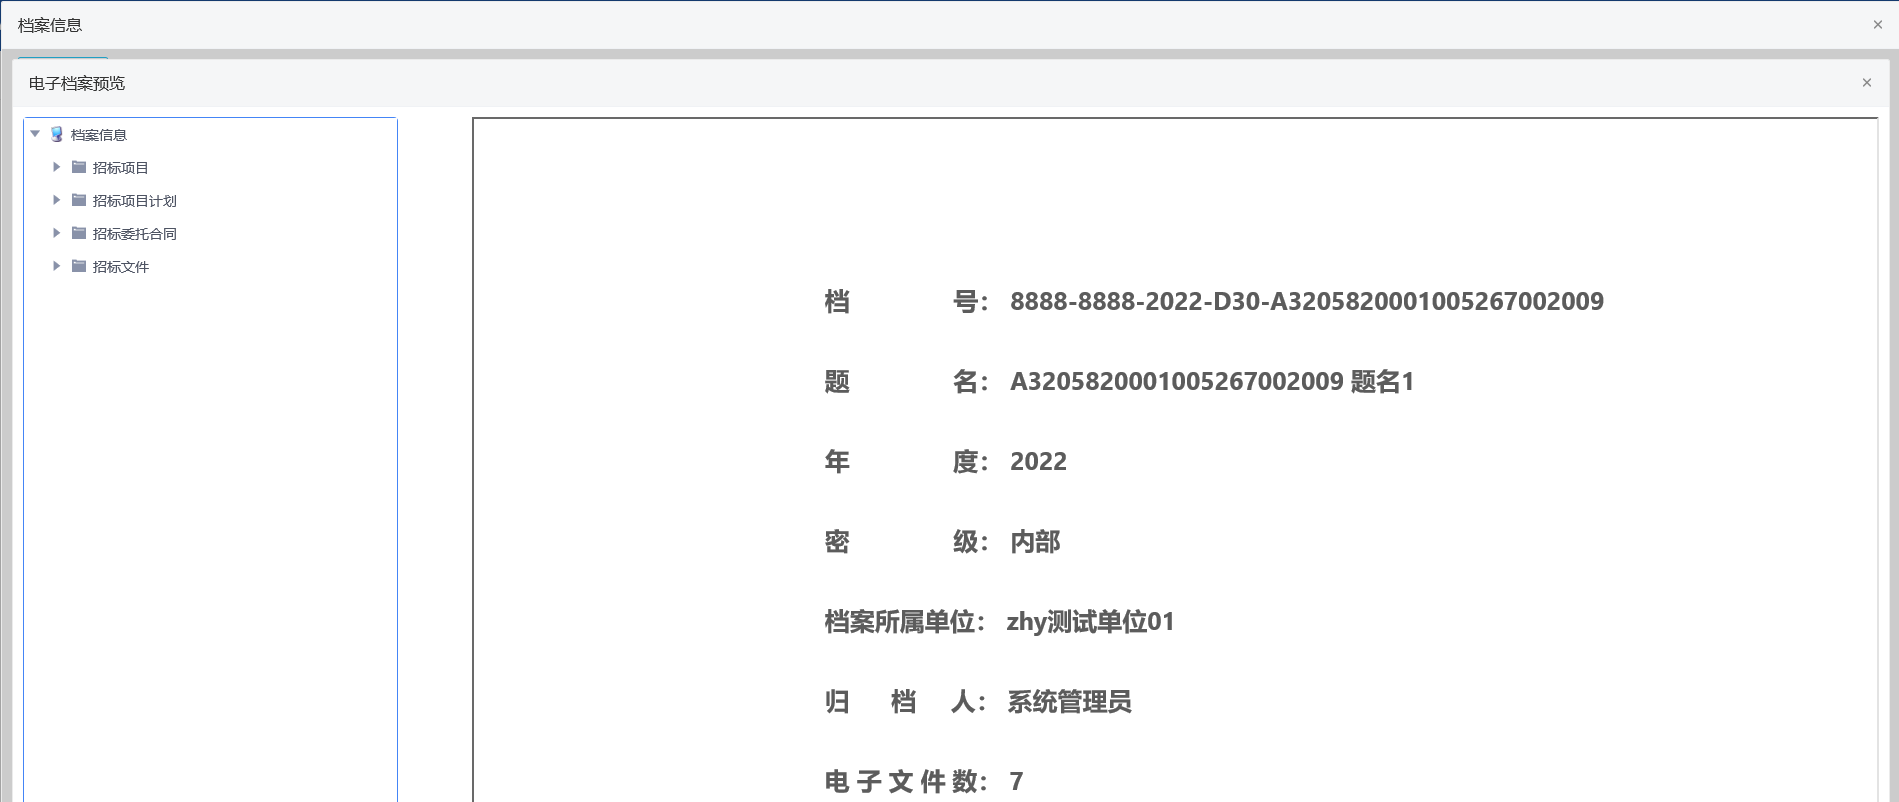 档案信息
电子档案预览
档案信息
招标项目
招标项目计划
招标委托合同
招标文件
档 号： 8888-8888-2022-D30-A3205820001005267002009
题 名： A3205820001005267002009 题名1
年 度： 2022
密 级： 内部
档案所属单位： zhy测试单位01
归 档 人： 系统管理员
电 子 文 件 数： 7